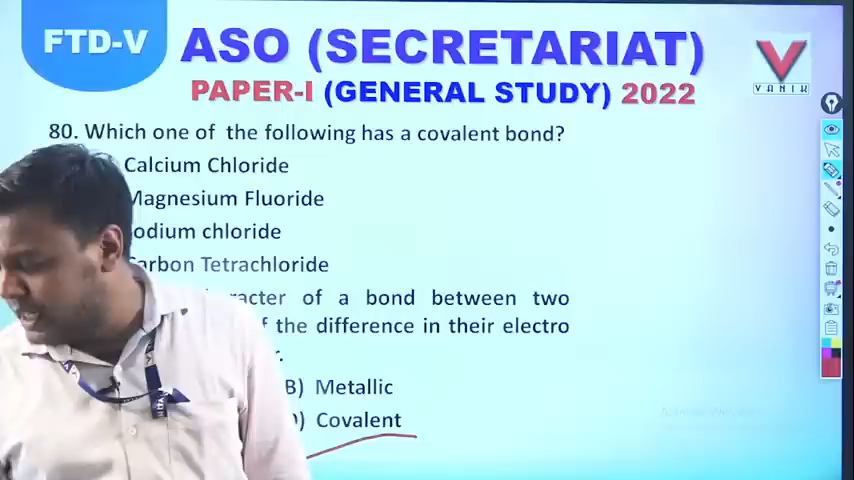 FTD-V
ASO (SECRETARIAT)
PAPER-I (GENERAL STUDY) 2022
VANIK
80. Which one of the following has a covalent bond?
Calcium Chloride
Magnesium Fluoride
odium chloride
Carbon Tetrachloride
racter of a bond between two
f the difference in their electro
r.
B) Metallic
) Covalent